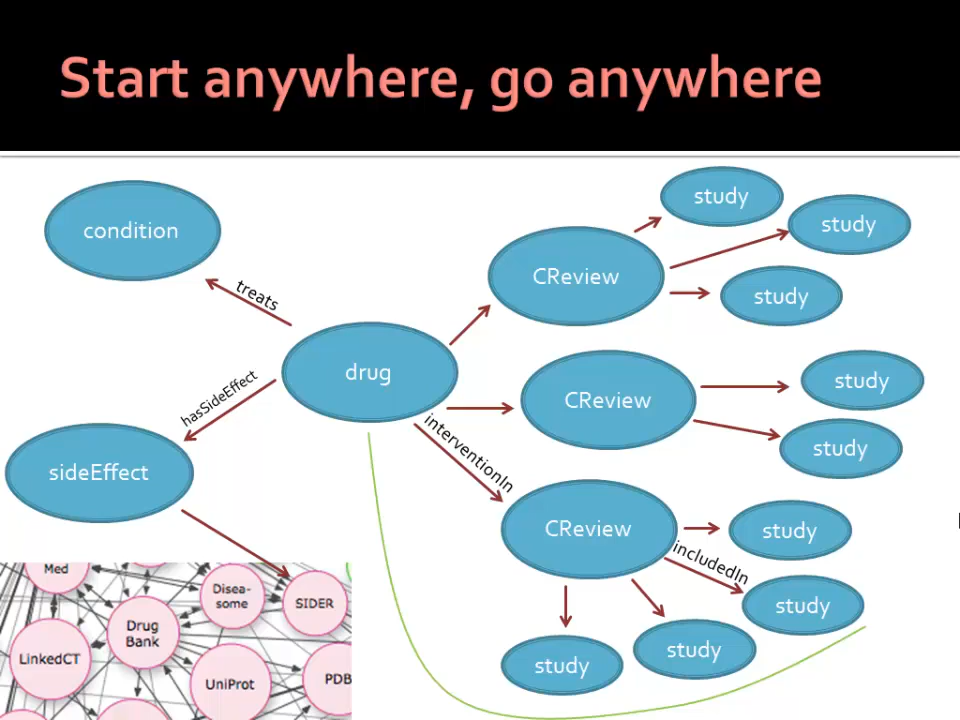 Start anywhere, go anywhere
condition
treats
hasSideEffect
sideEffect
drug
interventionIn
CReview
study
study
study
CReview
study
study
CReview
includedIn
study
study
study
study
Med
Disea-
some
SIDER
Drug
Bank
LinkedCT
UniProt
PDB